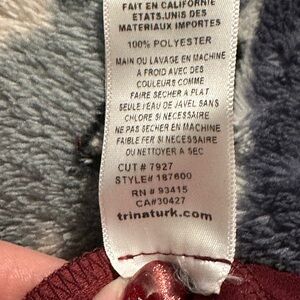 FAIT EN CALIFORNIE
ETATS.UNIS DES
MATERIAUX IMPORTES
100% POLYESTER
MAIN OU LAVAGE EN MACHINE
A FROID AVEC DES
COULEURS COMME
FAIRE SECHER A PLAT
SEULE l'EAU DE JAVEL SANS
CHLORE SI NECESSAIRE
NE PAS SECHER EN MACHINE
FAIBLE FER SI NECESSAIRE
OU NETTOYER A SEC
CUT # 7927
STYLE# 187600
RN # 93415
CA#30427
trinaturk.com